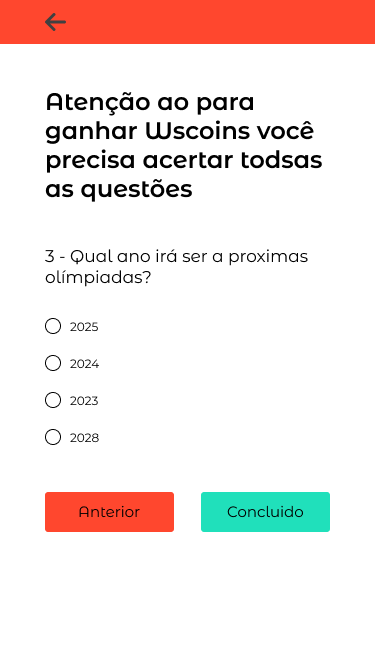 Atenção ao para
ganhar Wscoins você
precisa acertar todsas
as questões
3 - Qual ano irá ser a proximas
olímpiadas?
2025
2024
2023
2028
Anterior
Concluido